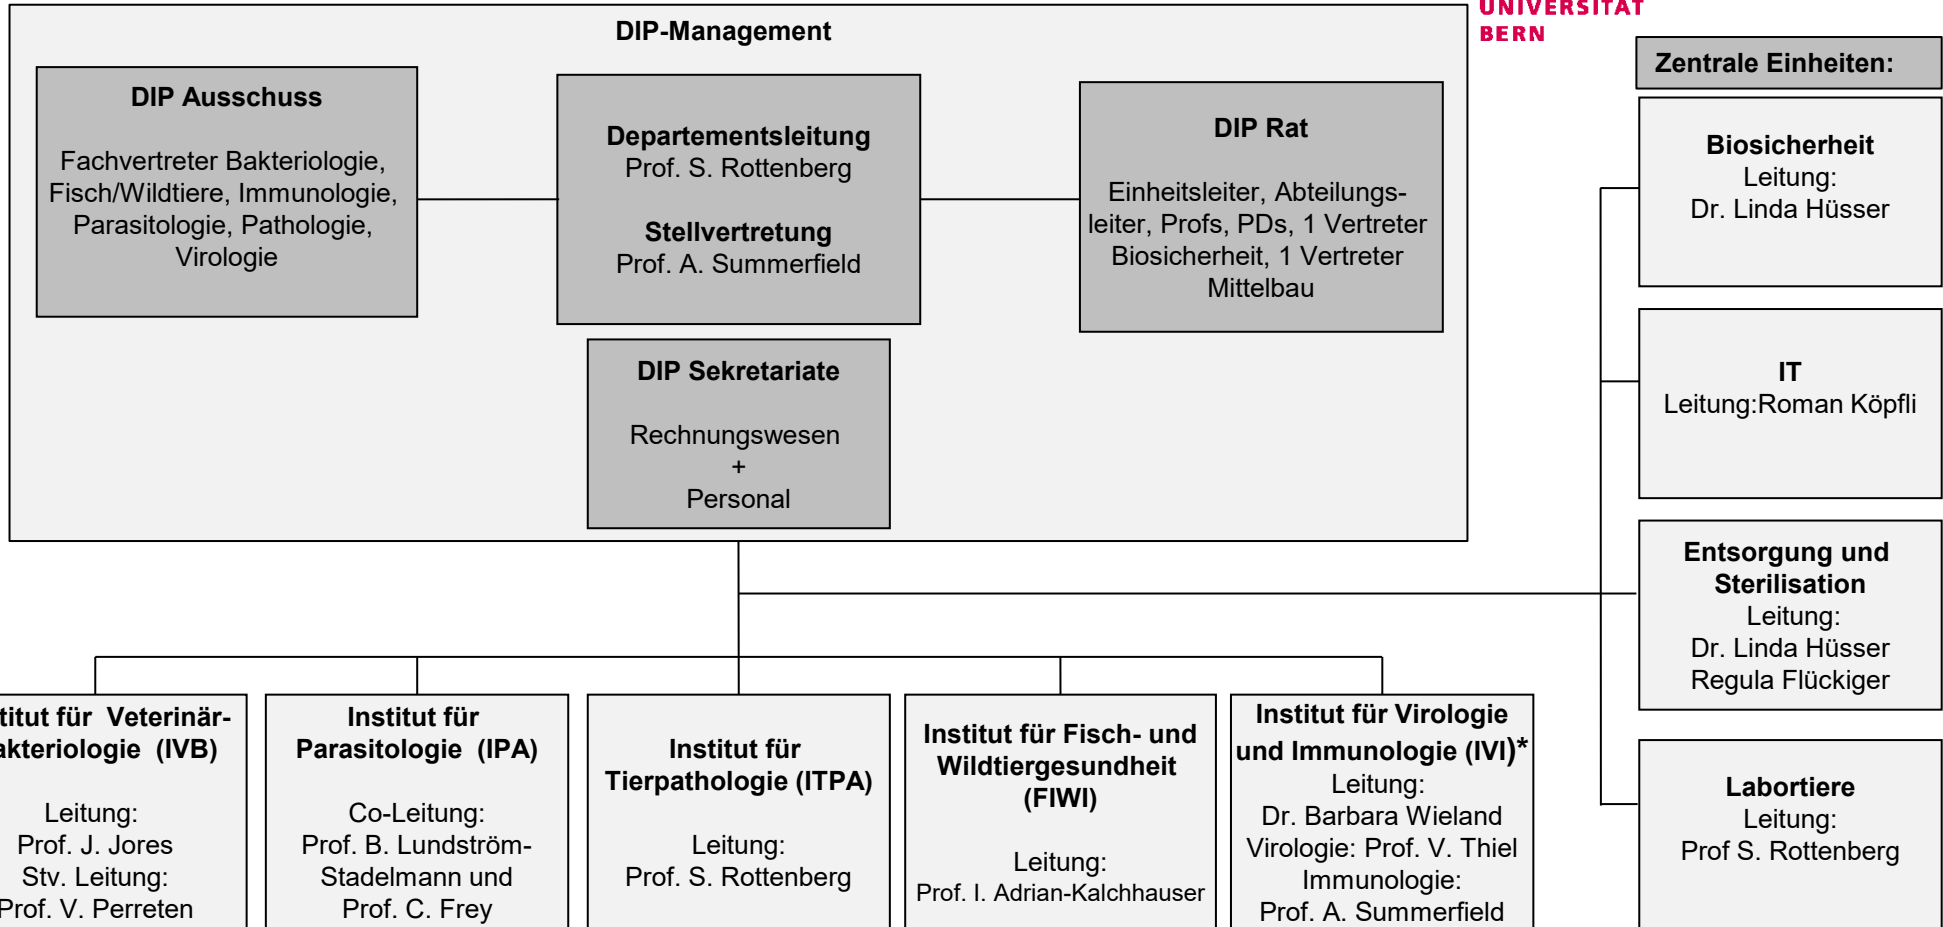 UNIVERSITÄT
BERN
DIP-Management
DIP Ausschuss
Fachvertreter Bakteriologie,
Fisch/Wildtiere, Immunologie,
Parasitologie, Pathologie,
Virologie
Departementsleitung
Prof. S. Rottenberg
Stellvertretung
Prof. A. Summerfield
DIP Rat
Einheitsleiter, Abteilungs-
leiter, Profs, PDs, 1 Vertreter
Biosicherheit, 1 Vertreter
Mittelbau
DIP Sekretariate
Rechnungswesen
+
Personal
Zentrale Einheiten:
Biosicherheit
Leitung:
Dr. Linda Hüsser
IT
Leitung:Roman Köpfli
Entsorgung und
Sterilisation
Leitung:
Dr. Linda Hüsser
Regula Flückiger
Labortiere
Leitung:
Prof S. Rottenberg
titut für Veterinär-
akteriologie (IVB)
Leitung:
Prof. J. Jores
Stv. Leitung:
Prof. V. Perreten
Institut für
Parasitologie (IPA)
Co-Leitung:
Prof. B. Lundström-
Stadelmann und
Prof. C. Frey
Institut für
Tierpathologie (ITPA)
Leitung:
Prof. S. Rottenberg
Institut für Fisch- und
Wildtiergesundheit
(FIWI)
Leitung:
Prof. I. Adrian-Kalchhauser
Institut für Virologie
und Immunologie (IVI)*
Leitung:
Dr. Barbara Wieland
Virologie: Prof. V. Thiel
Immunologie:
Prof. A. Summerfield